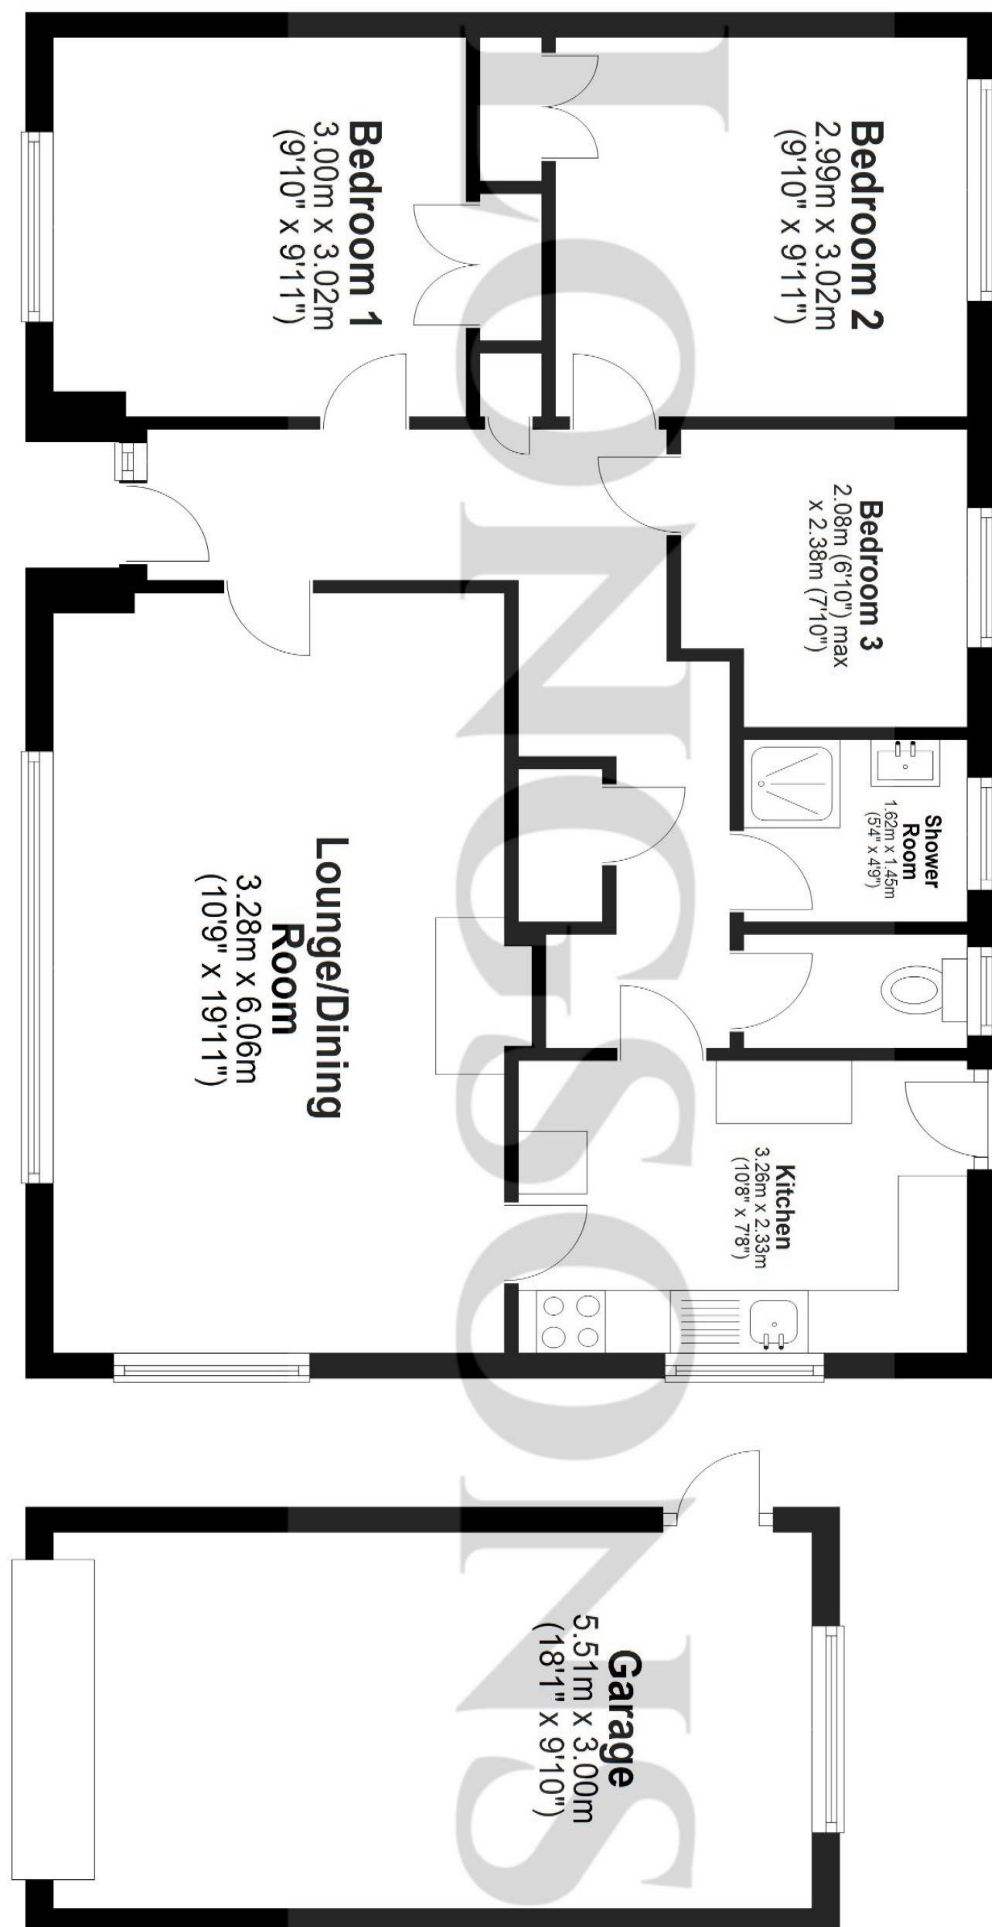 Bedroom 2
2.99m x 3.02m
(9'10" x 9'11")
Bedroom 1
3.00m x 3.02m
(9'10" x 9'11")
Bedroom 3
2.08m (6'10") max
x 2.38m (7'10")
Shower
Room
1.62m x 1.45m
(5'4" x 4'9")
Lounge/Dining
Room
3.28m x 6.06m
(10'9" x 19'11")
Kitchen
3.26m x 2.33m
(10'8" x 7'8")
Garage
5.51m x 3.00m
(18'1" x 9'10")